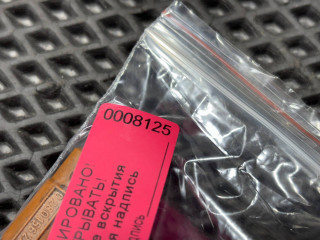 0008125
ИРОВАНО!
РЫВАТЬ!
е вскрытия
я надпись